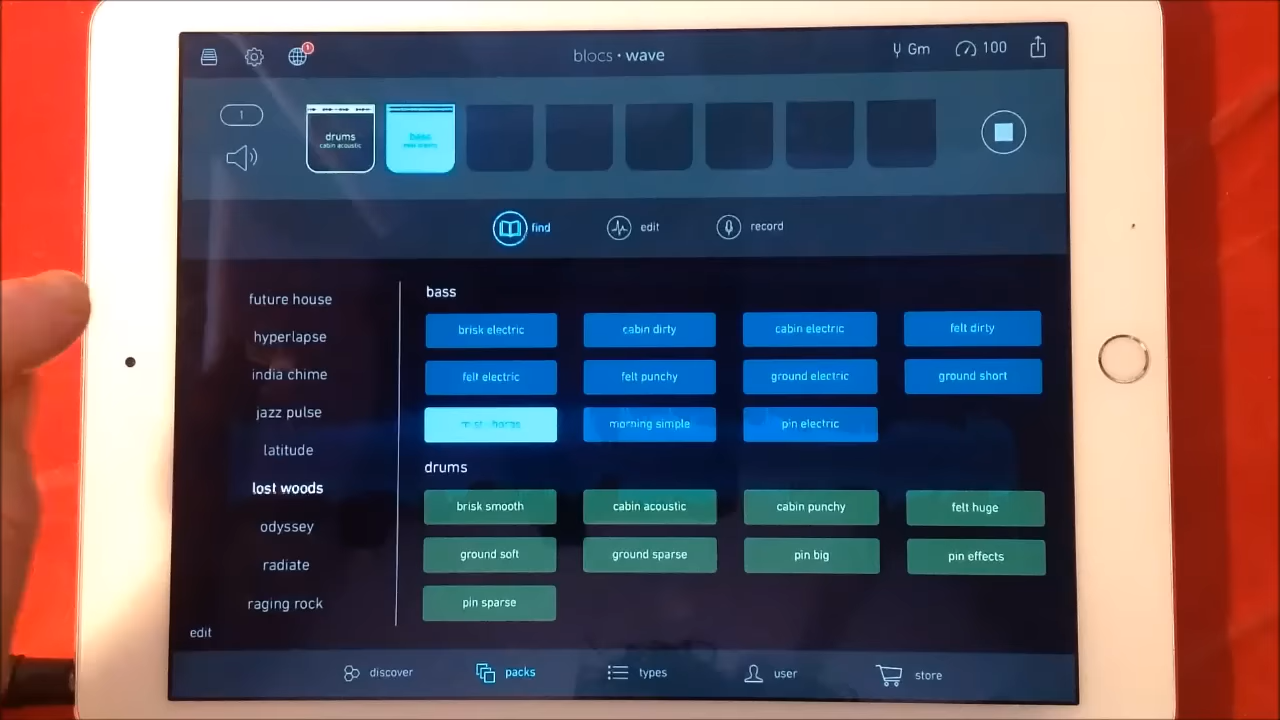 1
blocs • wave
Gm
100
1
drums
cabin acoustic
bass
find
edit
record
future house
hyperlapse
india chime
jazz pulse
latitude
lost woods
odyssey
radiate
raging rock
edit
bass
brisk electric
cabin dirty
cabin electric
felt dirty
felt electric
felt punchy
ground electric
ground short
morning simple
pin electric
drums
brisk smooth
cabin acoustic
cabin punchy
felt huge
ground soft
ground sparse
pin big
pin effects
pin sparse
discover
packs
types
user
store